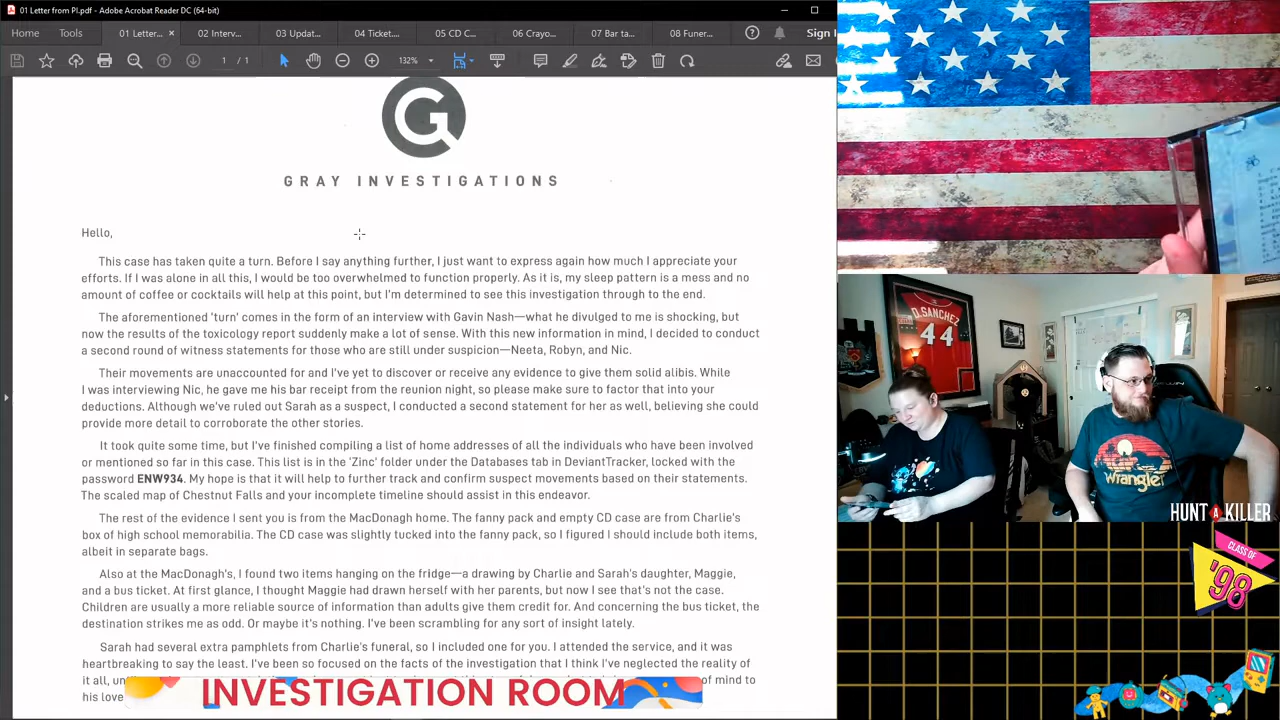 01 Letter from PI.pdf - Adobe Acrobat Reader DC (64-bit)
Home Tools 01 Letter... × 02 Interv... 03 Updat... 04 Ticket.... 05 CD C... 06 Crayo... 07 Bar ta... 08 Funer... Sign I
1 / 1 132%
G
GRAY INVESTIGATIONS
Hello,
This case has taken quite a turn. Before I say anything further, I just want to express again how much I appreciate your
efforts. If I was alone in all this, I would be too overwhelmed to function properly. As it is, my sleep pattern is a mess and no
amount of coffee or cocktails will help at this point, but I'm determined to see this investigation through to the end.
The aforementioned 'turn' comes in the form of an interview with Gavin Nash—what he divulged to me is shocking, but
now the results of the toxicology report suddenly make a lot of sense. With this new information in mind, I decided to conduct
a second round of witness statements for those who are still under suspicion—Neeta, Robyn, and Nic.
Their movements are unaccounted for and I've yet to discover or receive any evidence to give them solid alibis. While
I was interviewing Nic, he gave me his bar receipt from the reunion night, so please make sure to factor that into your
deductions. Although we've ruled out Sarah as a suspect, I conducted a second statement for her as well, believing she could
provide more detail to corroborate the other stories.
It took quite some time, but I've finished compiling a list of home addresses of all the individuals who have been involved
or mentioned so far in this case. This list is in the 'Zinc' folder under the Databases tab in DeviantTracker, locked with the
password ENW934. My hope is that it will help to further track and confirm suspect movements based on their statements.
The scaled map of Chestnut Falls and your incomplete timeline should assist in this endeavor.
The rest of the evidence I sent you is from the MacDonagh home. The fanny pack and empty CD case are from Charlie's
box of high school memorabilia. The CD case was slightly tucked into the fanny pack, so I figured I should include both items,
albeit in separate bags.
Also at the MacDonagh's, I found two items hanging on the fridge—a drawing by Charlie and Sarah's daughter, Maggie,
and a bus ticket. At first glance, I thought Maggie had drawn herself with her parents, but now I see that's not the case.
Children are usually a more reliable source of information than adults give them credit for. And concerning the bus ticket, the
destination strikes me as odd. Or maybe it's nothing. I've been scrambling for any sort of insight lately.
Sarah had several extra pamphlets from Charlie's funeral, so I included one for you. I attended the service, and it was
heartbreaking to say the least. I've been so focused on the facts of the investigation that I think I've neglected the reality of
it all, un
of mind to
his love
INVESTIGATION ROOM
D.SANCHEZ
44
Wrangler
HUNT A KILLER
CLASS OF
'98